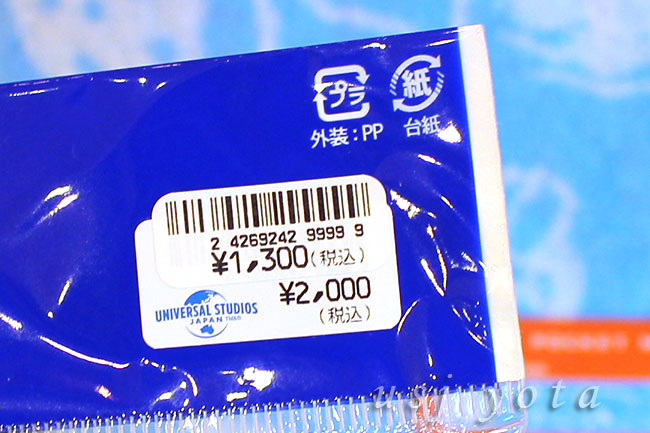 プラ
紙
外装：PP
台紙
2 4269242 9999 9
¥1,300(税込)
¥2,000
(税込)
UNIVERSAL STUDIOS
JAPAN
POCKET
usj yota